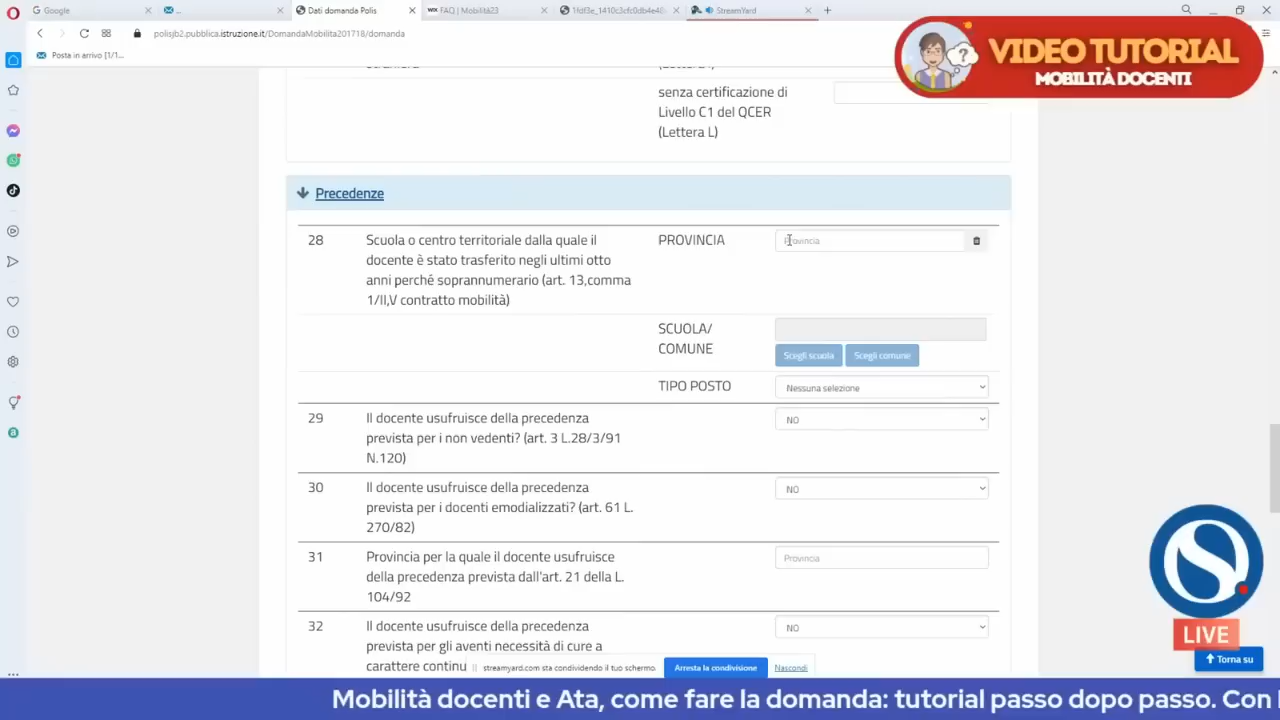 Google
Dati domanda Polis
WX FAQ | Mobilità23
1fdf3e_1410c3cfc0db4e40
StreamYard
polisjb2.pubblica.istruzione.it/DomandaMobilita201718/domanda
Posta in arrivo [1/1...
VIDEO TUTORIAL
MOBILITÀ DOCENTI
senza certificazione di
Livello C1 del QCER
(Lettera L)
Precedenze
28
Scuola o centro territoriale dalla quale il
docente è stato trasferito negli ultimi otto
anni perché soprannumerario (art. 13,comma
1/II,V contratto mobilità)
PROVINCIA
Provincia
SCUOLA/
COMUNE
Scegli scuola
Scegli comune
TIPO POSTO
Nessuna selezione
29
Il docente usufruisce della precedenza
prevista per i non vedenti? (art. 3 L.28/3/91
N.120)
NO
30
Il docente usufruisce della precedenza
prevista per i docenti emodializzati? (art. 61 L.
270/82)
NO
31
Provincia per la quale il docente usufruisce
della precedenza prevista dall'art. 21 della L.
104/92
Provincia
32
Il docente usufruisce della precedenza
prevista per gli aventi necessità di cure a
carattere continu
NO
streamyard.com sta condividendo il tuo schermo.
Arresta la condivisione
Nascondi
LIVE
Torna su
Mobilità docenti e Ata, come fare la domanda: tutorial passo dopo passo. Con